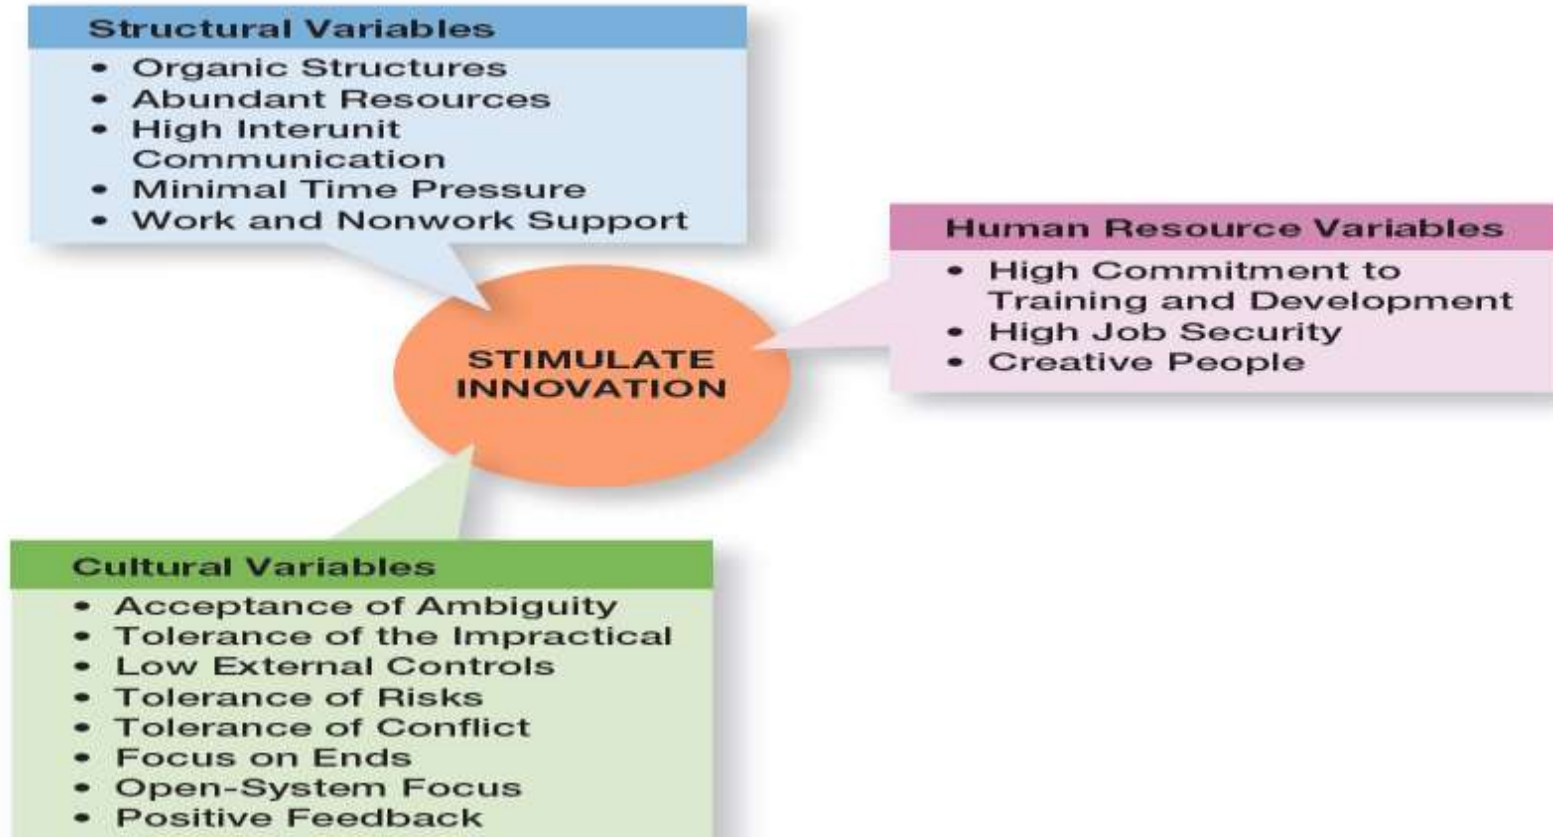 Structural Variables
• Organic Structures
• Abundant Resources
• High Interunit
Communication
• Minimal Time Pressure
• Work and Nonwork Support
Human Resource Variables
• High Commitment to
Training and Development
• High Job Security
• Creative People
STIMULATE
INNOVATION
Cultural Variables
• Acceptance of Ambiguity
• Tolerance of the Impractical
• Low External Controls
• Tolerance of Risks
• Tolerance of Conflict
• Focus on Ends
• Open-System Focus
• Positive Feedback